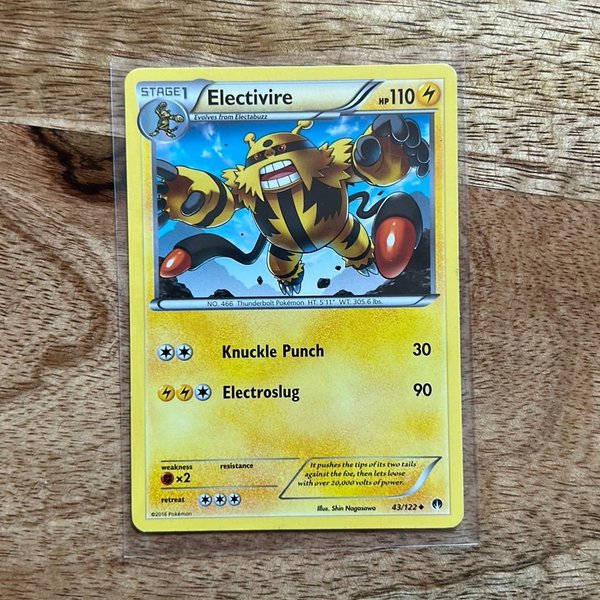 STAGE1
Electivire
HP110
Evolves from Electabuzz
NO. 466 Thunderbolt Pokémon HT: 5'11" WT: 305.6 lbs.
Knuckle Punch 30
Electroslug 90
weakness resistance
×2
retreat
It pushes the tips of its two tails
against the foe, then lets loose
with over 20,000 volts of power.
©2016 Pokémon
Illus. Shin Nagasawa
43/122